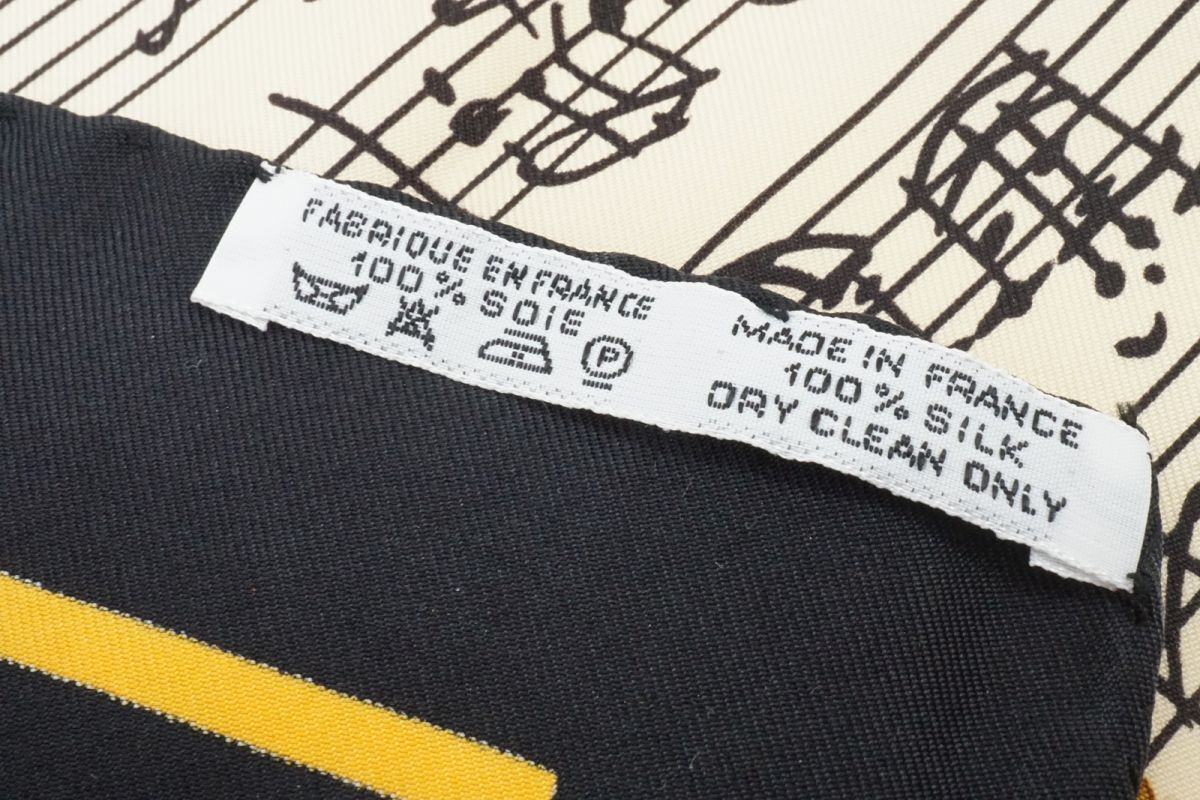 FABRIQUE EN FRANCE
100% SOIE
P
MADE IN FRANCE
100% SILK
DRY CLEAN ONLY